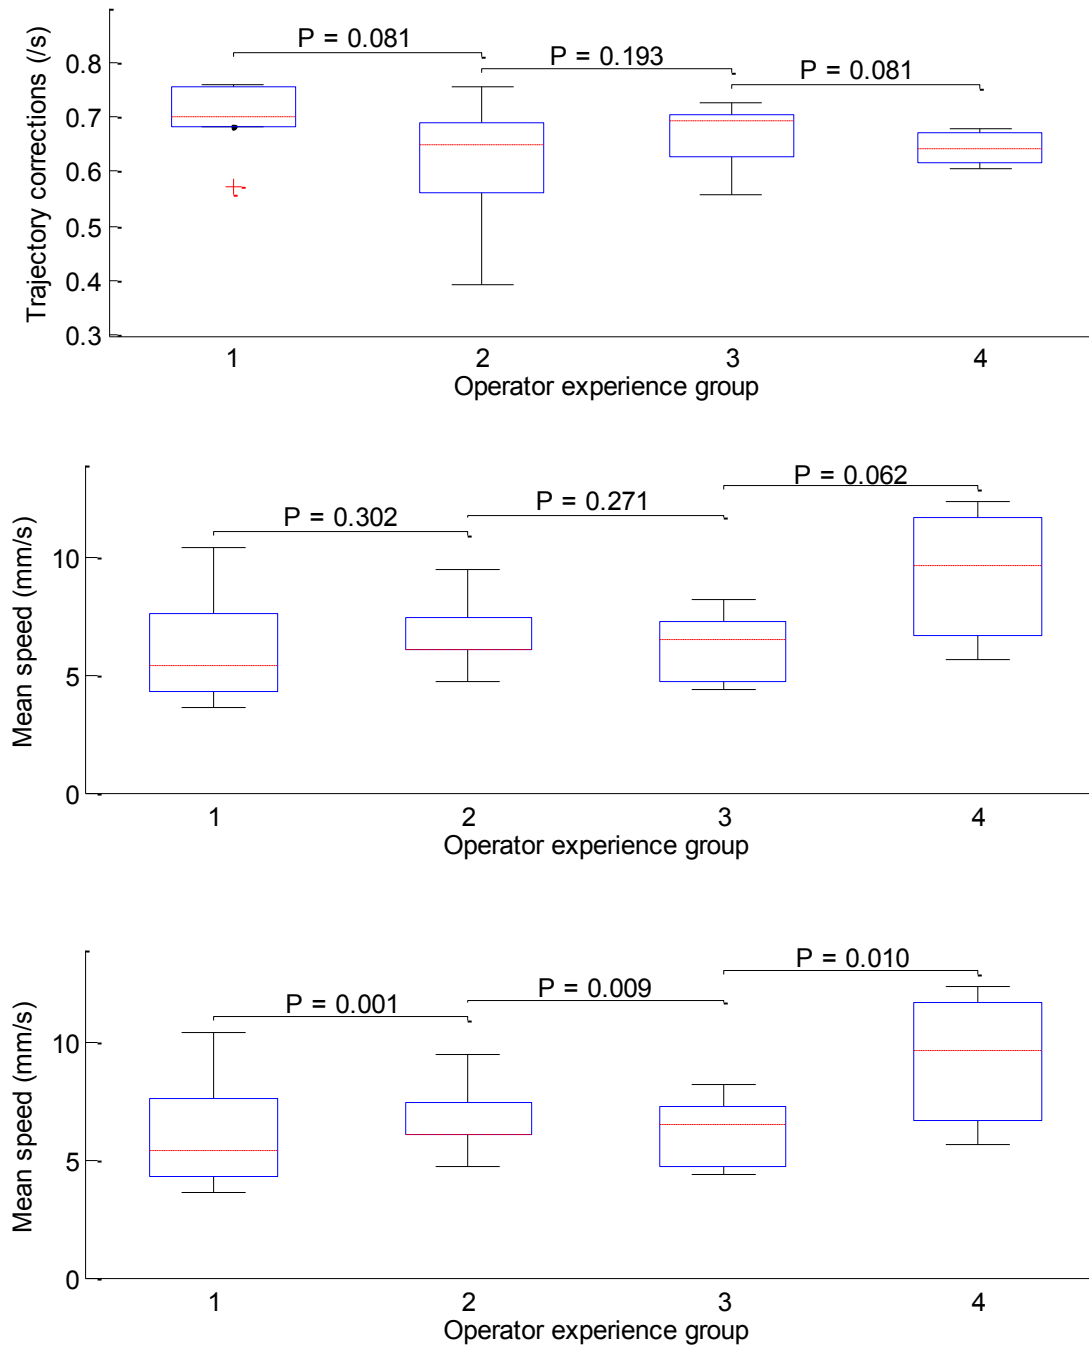 P = 0.081
P = 0.193
P = 0.081
Trajectory corrections (/s)
0.8
0.7
0.6
0.5
0.4
0.3
1 2 3 4
Operator experience group
P = 0.302
P = 0.271
P = 0.062
Mean speed (mm/s)
10
5
0
1 2 3 4
Operator experience group
P = 0.001
P = 0.009
P = 0.010
Mean speed (mm/s)
10
5
0
1 2 3 4
Operator experience group